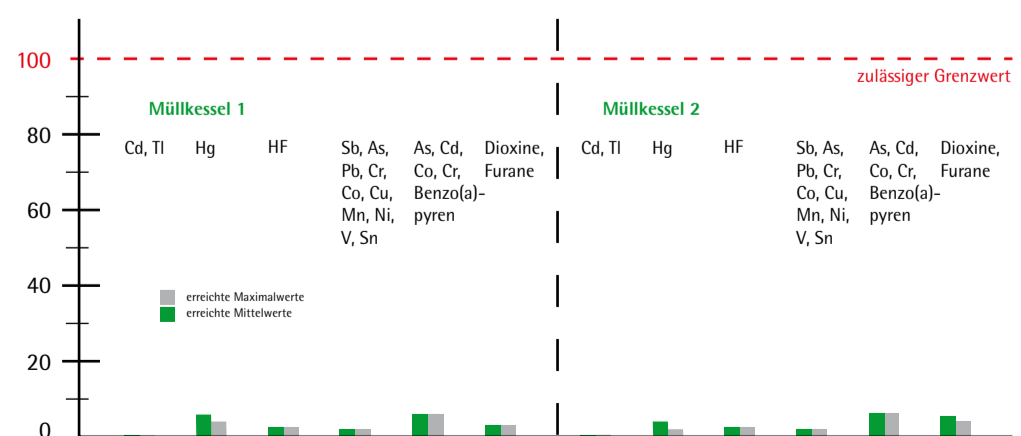 100
zulässiger Grenzwert
Müllkessel 1
Müllkessel 2
80
Cd, Tl
Hg
HF
Sb, As,
Pb, Cr,
Co, Cu,
Mn, Ni,
V, Sn
As, Cd,
Co, Cr,
Benzo(a)-
pyren
Dioxine,
Furane
Cd, Tl
Hg
HF
Sb, As,
Pb, Cr,
Co, Cu,
Mn, Ni,
V, Sn
As, Cd,
Co, Cr,
Benzo(a)-
pyren
Dioxine,
Furane
60
40
erreichte Maximalwerte
erreichte Mittelwerte
20
0